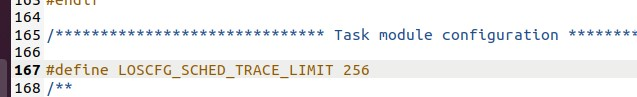 163 #endif
164
165 /****************************** Task module configuration ********
166
167 #define LOSCFG_SCHED_TRACE_LIMIT 256
168 /**